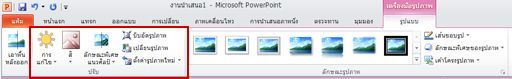 งานนำเสนอ1 - Microsoft PowerPoint
เครื่องมือรูปภาพ
แฟ้ม หน้าแรก แทรก ออกแบบ การเปลี่ยน ภาพเคลื่อนไหว การนำเสนอภาพนิ่ง ตรวจทาน มุมมอง รูปแบบ
เอาพื้นหลังออก
การแก้ไข
สี
ลักษณะพิเศษแนวศิลป์
บีบอัดรูปภาพ
เปลี่ยนรูปภาพ
ตั้งค่ารูปภาพใหม่
ปรับ
ลักษณะรูปภาพ
เส้นขอบรูป
ลักษณะพิเศษของรูปภาพ
เค้าโครงรูปภาพ